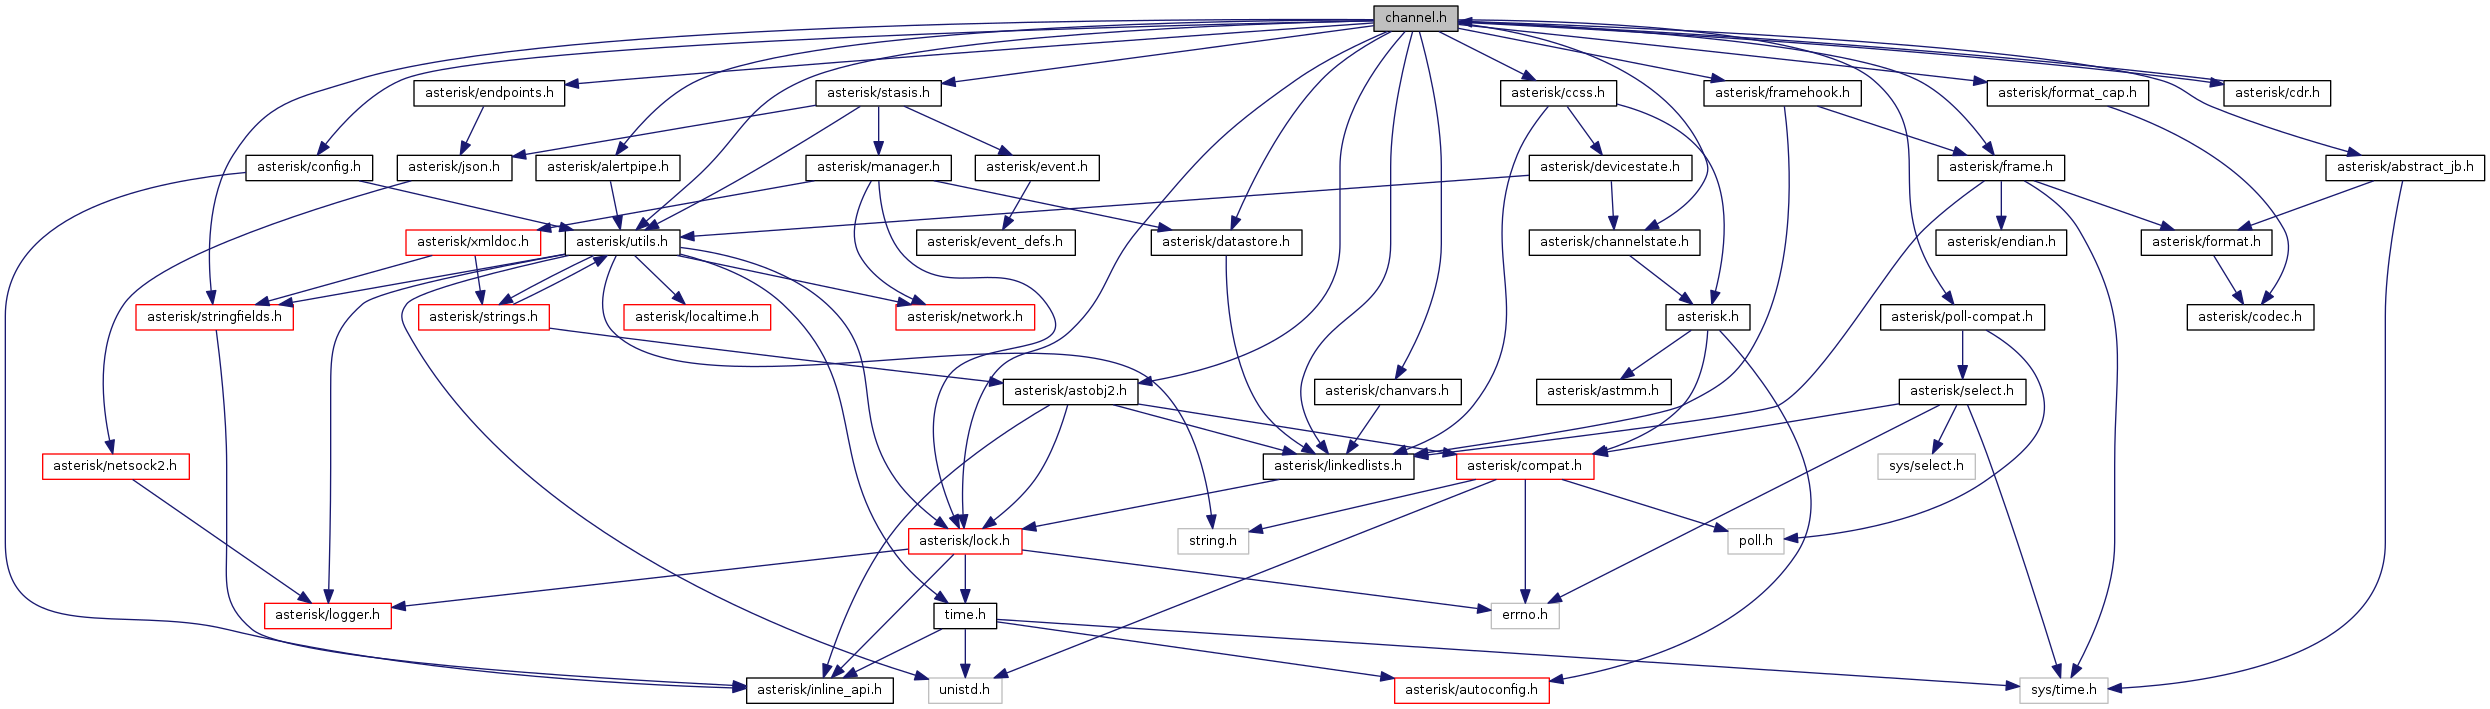 channel.h
asterisk/endpoints.h
asterisk/stasis.h
asterisk/ccss.h
asterisk/framehook.h
asterisk/format_cap.h
asterisk/cdr.h
asterisk/config.h
asterisk/json.h
asterisk/alertpipe.h
asterisk/manager.h
asterisk/event.h
asterisk/devicestate.h
asterisk/frame.h
asterisk/abstract_jb.h
asterisk/xmldoc.h
asterisk/utils.h
asterisk/event_defs.h
asterisk/datastore.h
asterisk/channelstate.h
asterisk/endian.h
asterisk/format.h
asterisk/stringfields.h
asterisk/strings.h
asterisk/localtime.h
asterisk/network.h
asterisk.h
asterisk/poll-compat.h
asterisk/codec.h
asterisk/astobj2.h
asterisk/chanvars.h
asterisk/astmm.h
asterisk/select.h
asterisk/netsock2.h
asterisk/linkedlists.h
asterisk/compat.h
sys/select.h
asterisk/lock.h
string.h
poll.h
asterisk/logger.h
time.h
errno.h
asterisk/inline_api.h
unistd.h
asterisk/autoconfig.h
sys/time.h